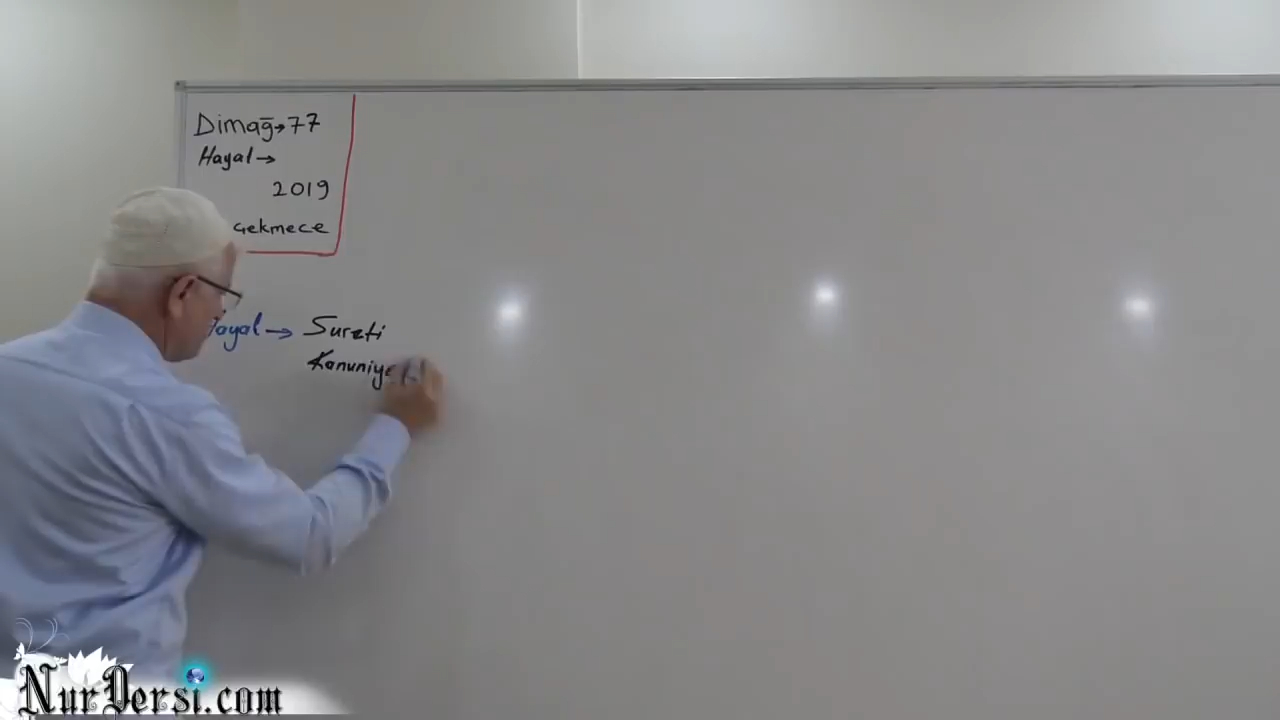 Dimağ→77
Hayal→
2019
Çekmece
Hayal → Sureti
Kanuniye
NurDersi.com